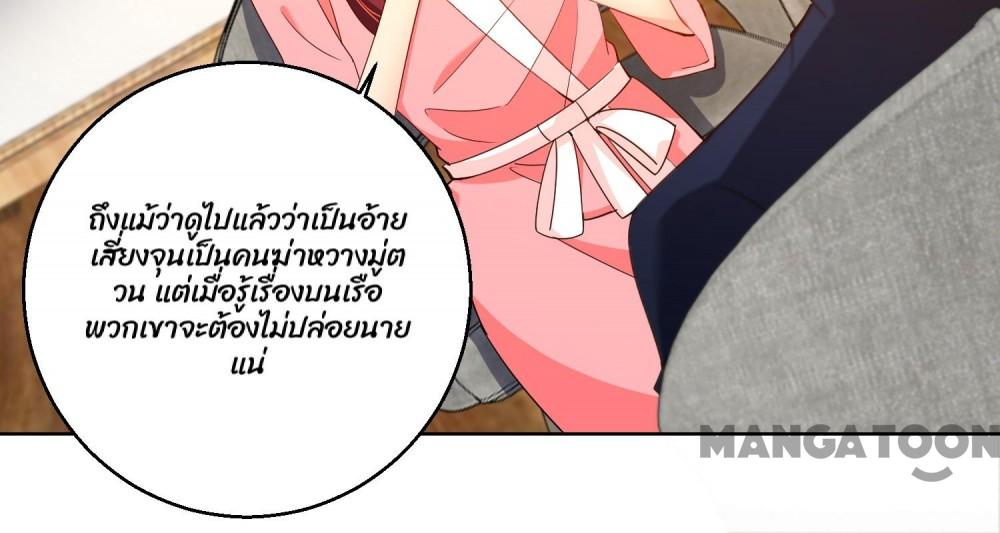 ถึงแม้ว่าดูไปแล้วว่าเป็นอ้าย
เสี่ยงจุนเป็นคนฆ่าหวางมู่ต
วน แต่เมื่อรู้เรื่องบนเรือ
พวกเขาจะต้องไม่ปล่อยนาย
แน่
MANGATOON